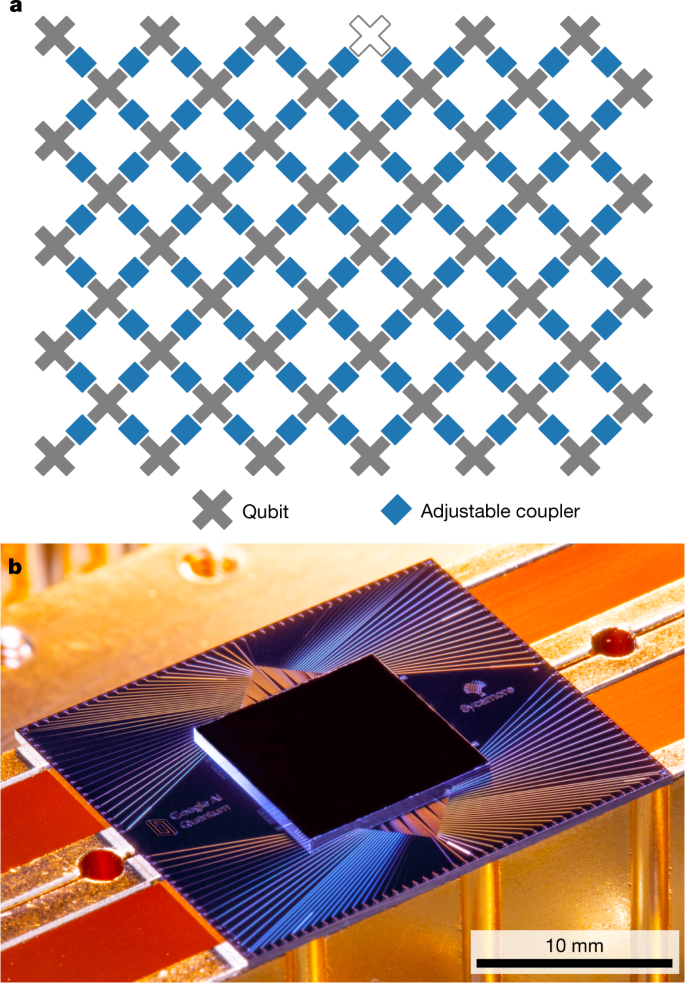 a
Qubit
Adjustable coupler
b
Sycamore
Google AI
Quantum
10 mm